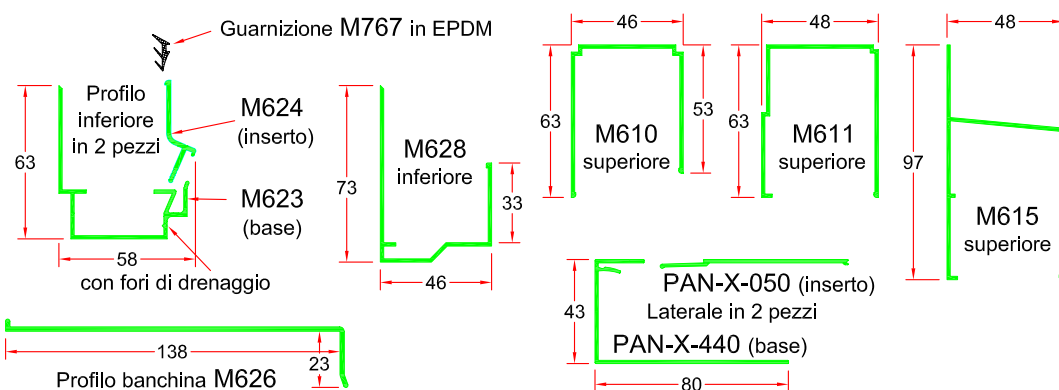 Guarnizione M767 in EPDM
Profilo
inferiore
in 2 pezzi
M624
(inserto)
63
M623
(base)
58
con fori di drenaggio
73
M628
inferiore
33
46
46
63
53
M610
superiore
48
63
M611
superiore
48
97
M615
superiore
43
PAN-X-050 (inserto)
Laterale in 2 pezzi
PAN-X-440 (base)
80
138
23
Profilo banchina M626